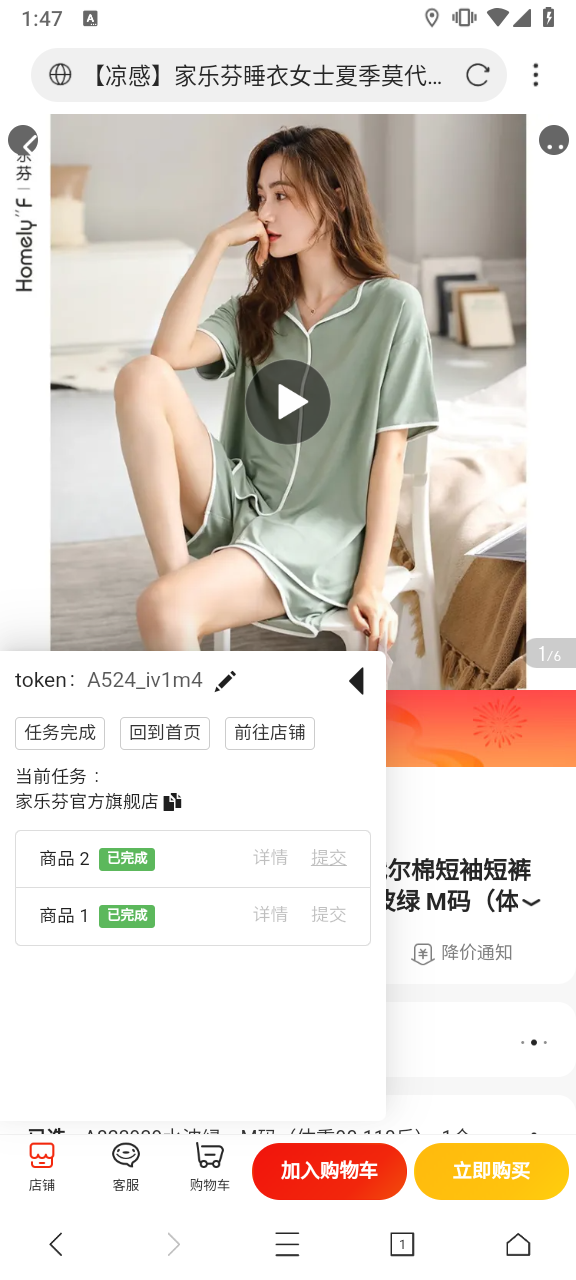 1:47
A
【凉感】家乐芬睡衣女士夏季莫代...
芬 | Homely"F
1/6
token: A524_iv1m4
任务完成
回到首页
前往店铺
当前任务：
家乐芬官方旗舰店
商品 2 已完成 详情 提交
商品 1 已完成 详情 提交
尔棉短袖短裤
波绿 M码（体
降价通知
店铺
客服
购物车
加入购物车
立即购买
1